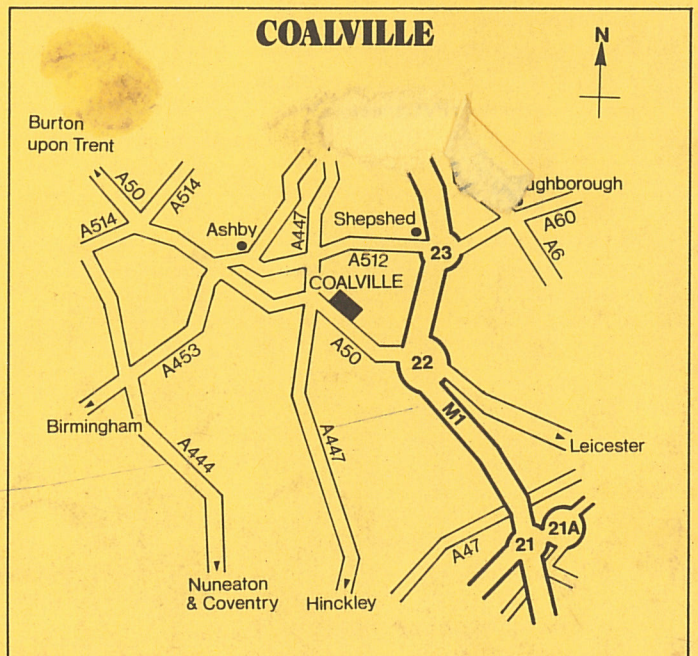 COALVILLE
N
Burton
upon Trent
A50
A514
A514
Ashby
A447
Shepshed
A60
A6
23
A512
COALVILLE
A50
22
A453
M1
Birmingham
A444
A447
Leicester
A47
21
21A
Nuneaton
& Coventry
Hinckley